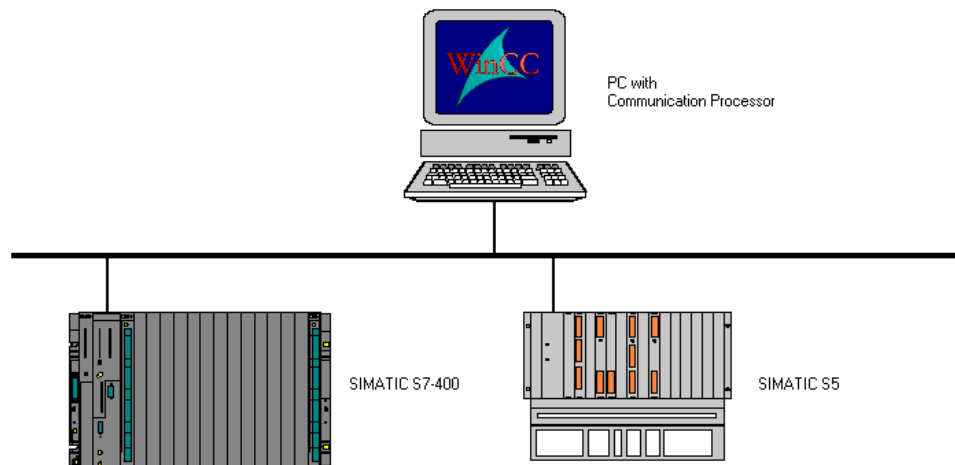 WinCC
PC with
Communication Processor
SIMATIC S7-400
SIMATIC S5